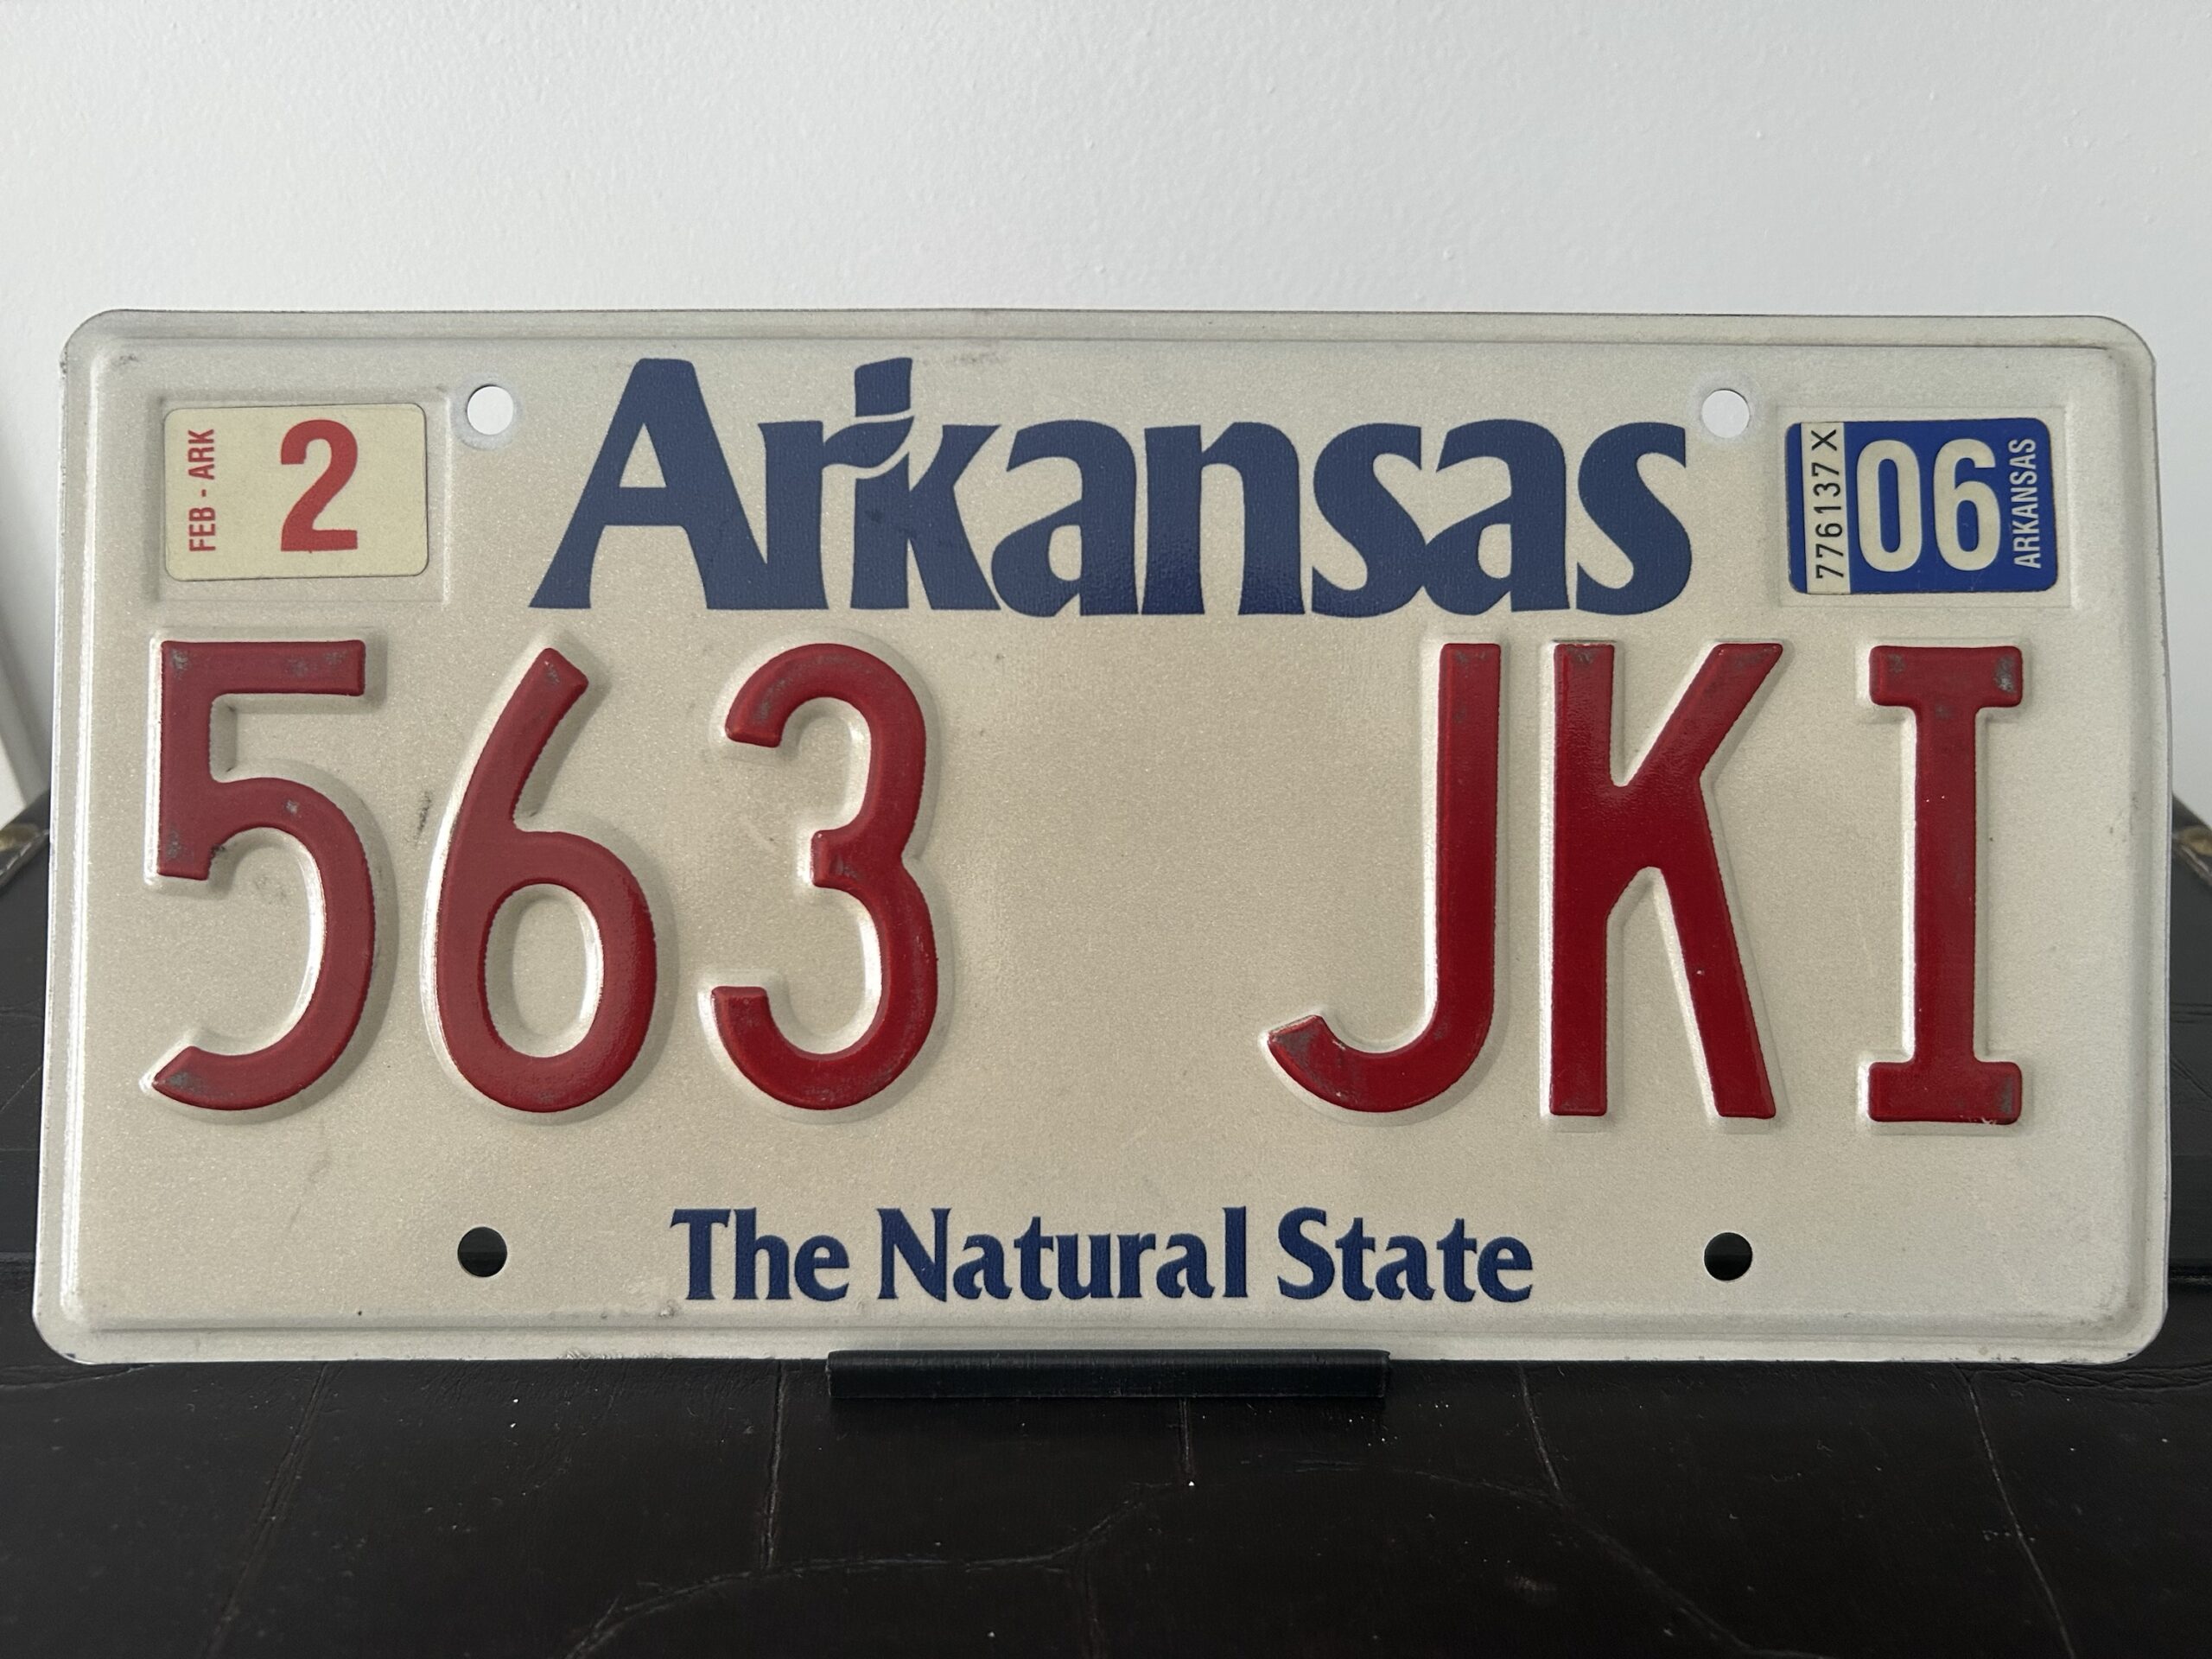 FEB - ARK
2
Arkansas
776137 X
06
ARKANSAS
563 JKI
The Natural State